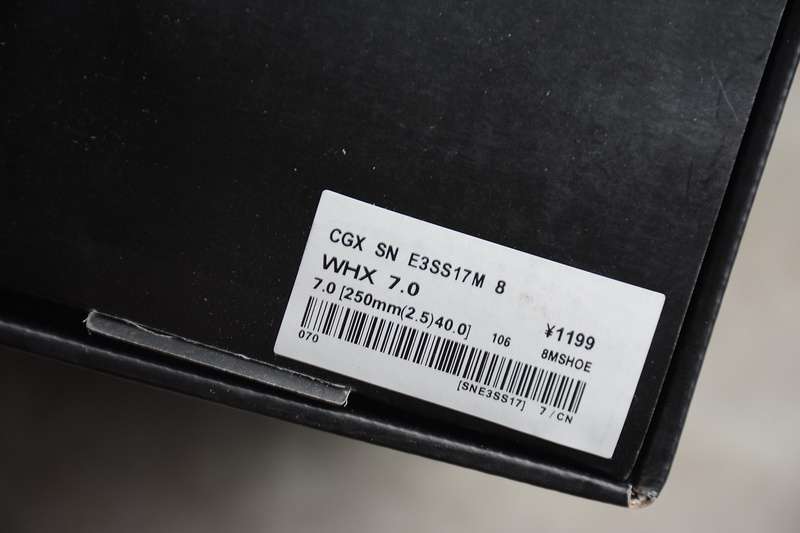 CGX SN E3SS17M 8
WHX 7.0 ¥1199
7.0 [250mm(2.5)40.0] 106 8MSHOE
070
[SNE3SS17] 7/CN